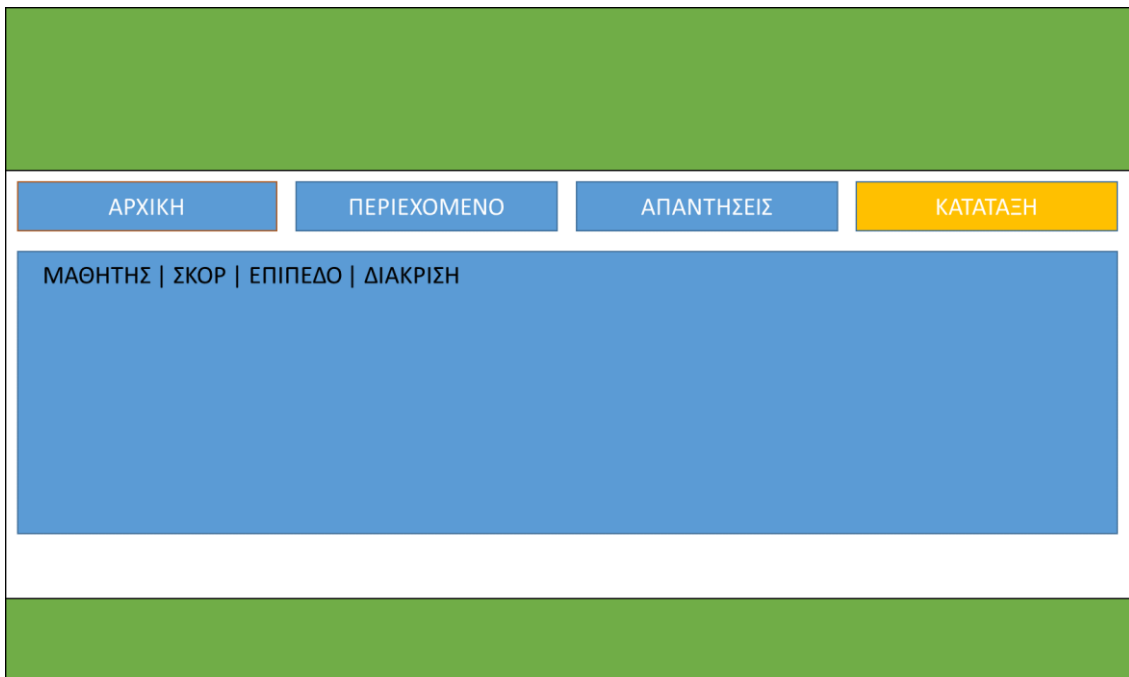 ΑΡΧΙΚΗ
ΠΕΡΙΕΧΟΜΕΝΟ
ΑΠΑΝΤΗΣΕΙΣ
ΚΑΤΑΤΑΞΗ
ΜΑΘΗΤΗΣ | ΣΚΟΡ | ΕΠΙΠΕΔΟ | ΔΙΑΚΡΙΣΗ